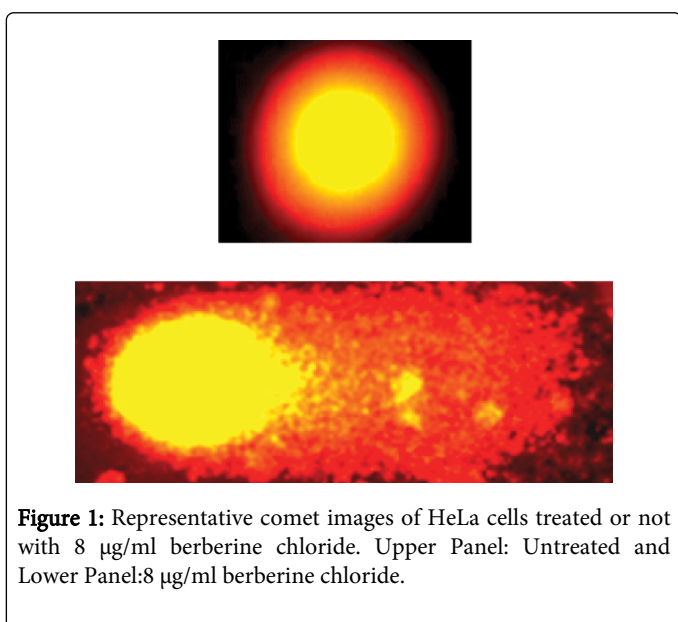 Figure 1: Representative comet images of HeLa cells treated or not
with 8 µg/ml berberine chloride. Upper Panel: Untreated and
Lower Panel:8 µg/ml berberine chloride.